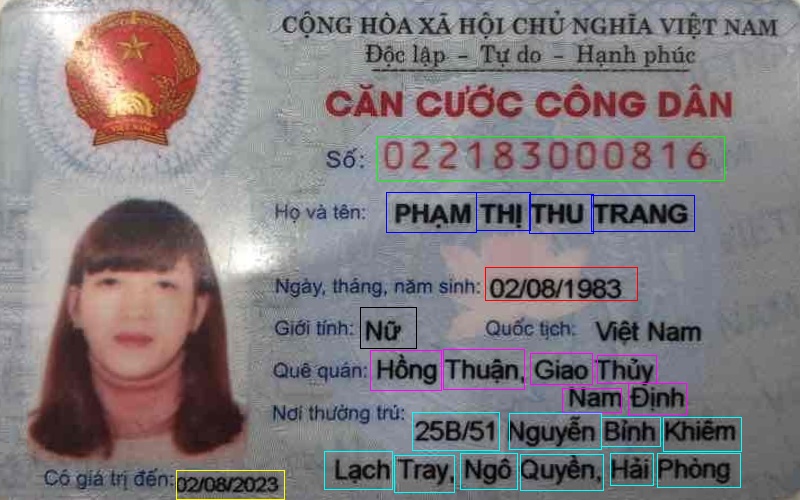 CỘNG HÒA XÃ HỘI CHỦ NGHĨA VIỆT NAM
Độc lập - Tự do - Hạnh phúc
CĂN CƯỚC CÔNG DÂN
Số: 022183000816
Họ và tên: PHẠM THỊ THU TRANG
Ngày, tháng, năm sinh: 02/08/1983
Giới tính: Nữ Quốc tịch: Việt Nam
Quê quán: Hồng Thuận, Giao Thủy
Nam Định
Nơi thường trú: 25B/51 Nguyễn Bỉnh Khiêm
Lạch Tray, Ngô Quyền, Hải Phòng
Có giá trị đến: 02/08/2023